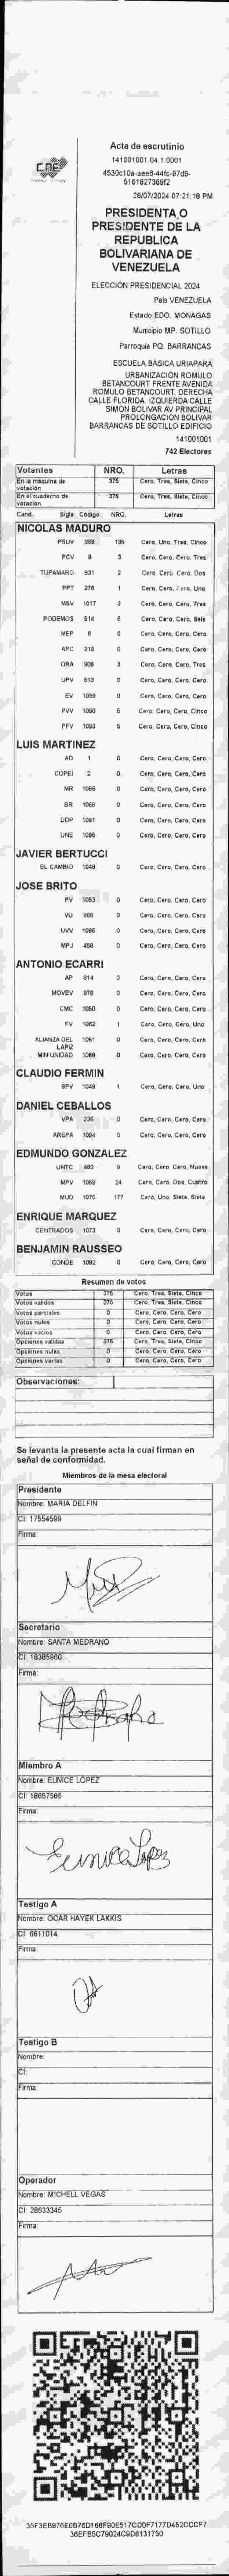 CNE
Acta de escrutinio
141001001.04.1.0001
4530c10a-aee8-44fc-97d9-
5161827369f2
28/07/2024 07:21:18 PM
PRESIDENTA O
PRESIDENTE DE LA
REPUBLICA
BOLIVARIANA DE
VENEZUELA
ELECCIÓN PRESIDENCIAL 2024
País VENEZUELA
Estado EDO. MONAGAS
Municipio MP. SOTILLO
Parroquia PQ. BARRANCAS
ESCUELA BÁSICA URIAPARA
URBANIZACIÓN ROMULO
BETANCOURT FRENTE AVENIDA
ROMULO BETANCOURT. DERECHA
CALLE FLORIDA. IZQUIERDA CALLE
SIMON BOLIVAR AV PRINCIPAL
PROLONGACION BOLIVAR
BARRANCAS DE SOTILLO EDIFICIO
141001001
742 Electores
Votantes NRO. Letras
En la máquina de votación 375 Cero, Tres, Siete, Cinco
En el cuaderno de votación 375 Cero, Tres, Siete, Cinco
Cand. Sigla Código NRO. Letras
NICOLAS MADURO
PSUV 269 135 Cero, Uno, Tres, Cinco
PCV 3 Cero, Cero, Cero, Tres
TUPAMARO 931 2 Cero, Cero, Cero, Dos
PPT 276 1 Cero, Cero, Cero, Uno
MSV 1017 3 Cero, Cero, Cero, Tres
PODEMOS 514 6 Cero, Cero, Cero, Seis
MEP 6 0 Cero, Cero, Cero, Cero
APC 219 0 Cero, Cero, Cero, Cero
ORA 906 3 Cero, Cero, Cero, Tres
UPV 513 0 Cero, Cero, Cero, Cero
EV 1089 0 Cero, Cero, Cero, Cero
PVV 1090 5 Cero, Cero, Cero, Cinco
PFV 1093 5 Cero, Cero, Cero, Cinco
LUIS MARTINEZ
AD 1 0 Cero, Cero, Cero, Cero
COPEI 2 0 Cero, Cero, Cero, Cero
MR 1065 0 Cero, Cero, Cero, Cero
BR 1066 0 Cero, Cero, Cero, Cero
DDP 1091 0 Cero, Cero, Cero, Cero
UNE 1095 0 Cero, Cero, Cero, Cero
JAVIER BERTUCCI
EL CAMBIO 1048 0 Cero, Cero, Cero, Cero
JOSE BRITO
PV 1053 0 Cero, Cero, Cero, Cero
VU 0 Cero, Cero, Cero, Cero
UVV 1096 0 Cero, Cero, Cero, Cero
MPJ 458 0 Cero, Cero, Cero, Cero
ANTONIO ECARRI
AP 914 0 Cero, Cero, Cero, Cero
MOVEV 979 0 Cero, Cero, Cero, Cero
CMC 1050 0 Cero, Cero, Cero, Cero
FV 1062 1 Cero, Cero, Cero, Uno
ALIANZA DEL LAPIZ 1051 0 Cero, Cero, Cero, Cero
MIN UNIDAD 1068 0 Cero, Cero, Cero, Cero
CLAUDIO FERMIN
SPV 1049 1 Cero, Cero, Cero, Uno
DANIEL CEBALLOS
VPA 236 0 Cero, Cero, Cero, Cero
AREPA 1094 0 Cero, Cero, Cero, Cero
EDMUNDO GONZALEZ
UNTC 460 9 Cero, Cero, Cero, Nueve
MPV 1069 24 Cero, Cero, Dos, Cuatro
MUD 1075 177 Cero, Uno, Siete, Siete
ENRIQUE MARQUEZ
CENTRADOS 1073 0 Cero, Cero, Cero, Cero
BENJAMIN RAUSSEO
CONDE 1092 0 Cero, Cero, Cero, Cero
Resumen de votos
Votos 375 Cero, Tres, Siete, Cinco
Votos validos 375 Cero, Tres, Siete, Cinco
Votos parciales 0 Cero, Cero, Cero, Cero
Votos nulos 0 Cero, Cero, Cero, Cero
Votos vacios 0 Cero, Cero, Cero, Cero
Opciones validas 375 Cero, Tres, Siete, Cinco
Opciones nulas 0 Cero, Cero, Cero, Cero
Opciones vacias 0 Cero, Cero, Cero, Cero
Observaciones:
Se levanta la presente acta la cual firman en
señal de conformidad.
Miembros de la mesa electoral
Presidente
Nombre: MARIA DELFIN
CI: 17554599
Firma:
Secretario
Nombre: SANTA MEDRANO
CI: 18385960
Firma:
Miembro A
Nombre: EUNICE LOPEZ
CI: 18657565
Firma:
Eunice Lopez
Testigo A
Nombre: OCAR HAYEK LAKKIS
CI: 6611014
Firma:
Testigo B
Nombre:
CI:
Firma:
Operador
Nombre: MICHELL VEGAS
CI: 28633345
Firma:
35F3EB976E0B76D168F90E517CD0F7177D452CCCF7
36EFB5C79024C9D8131750